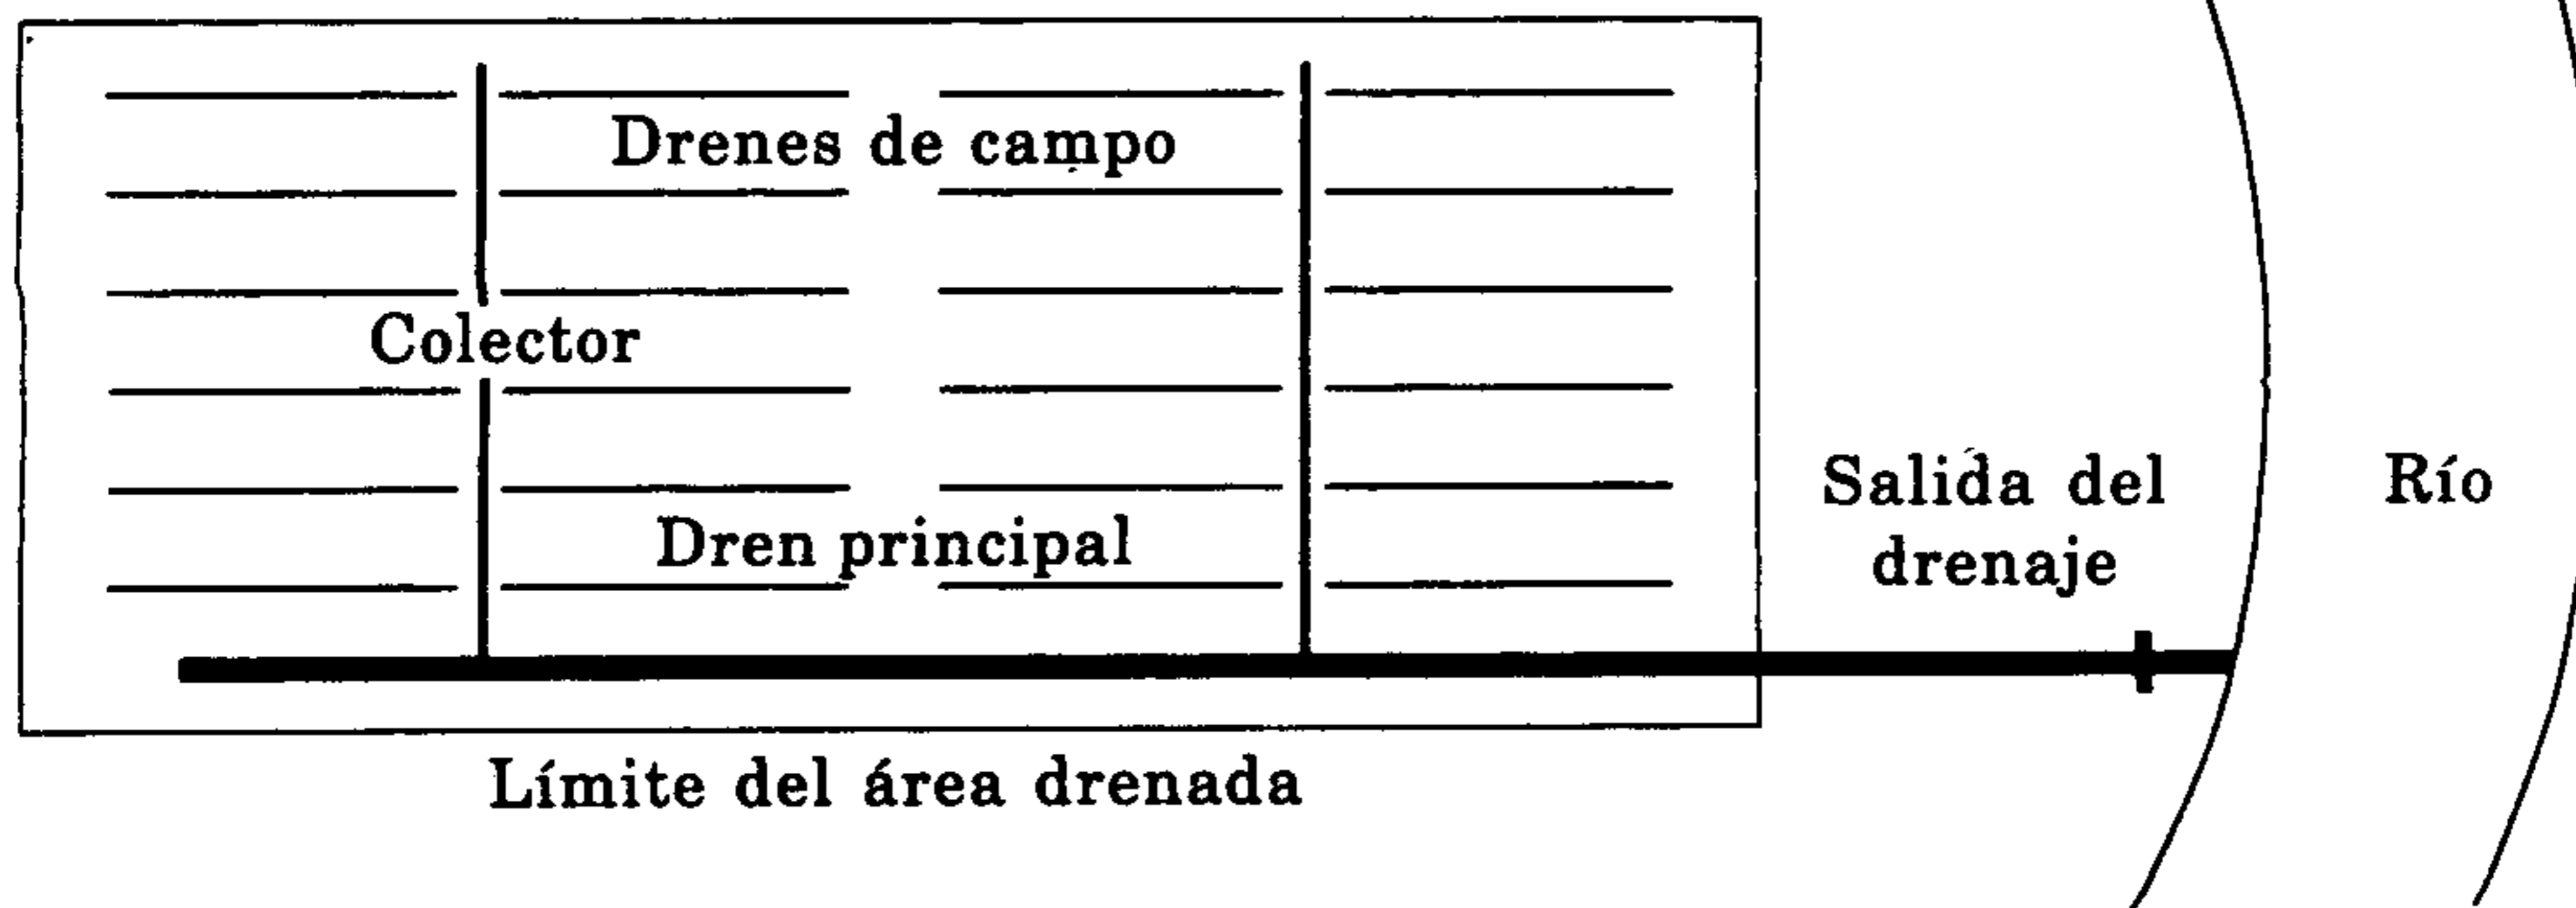 Drenes de campo
Colector
Dren principal
Salida del
drenaje
Río
Límite del área drenada